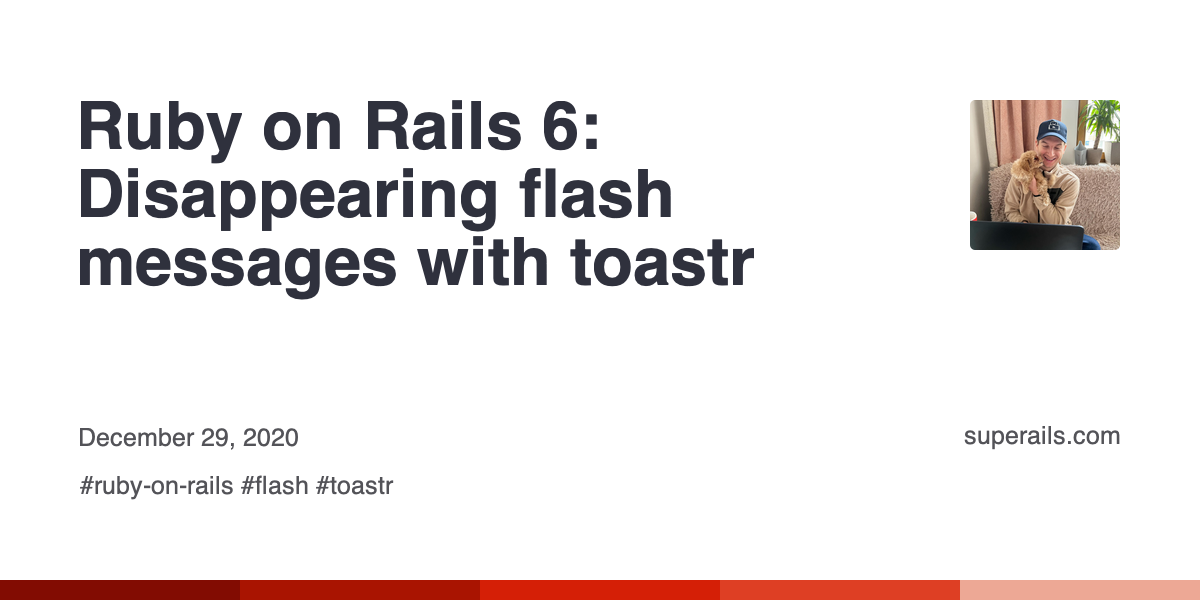 Ruby on Rails 6:
Disappearing flash
messages with toastr
December 29, 2020
superails.com
#ruby-on-rails #flash #toastr